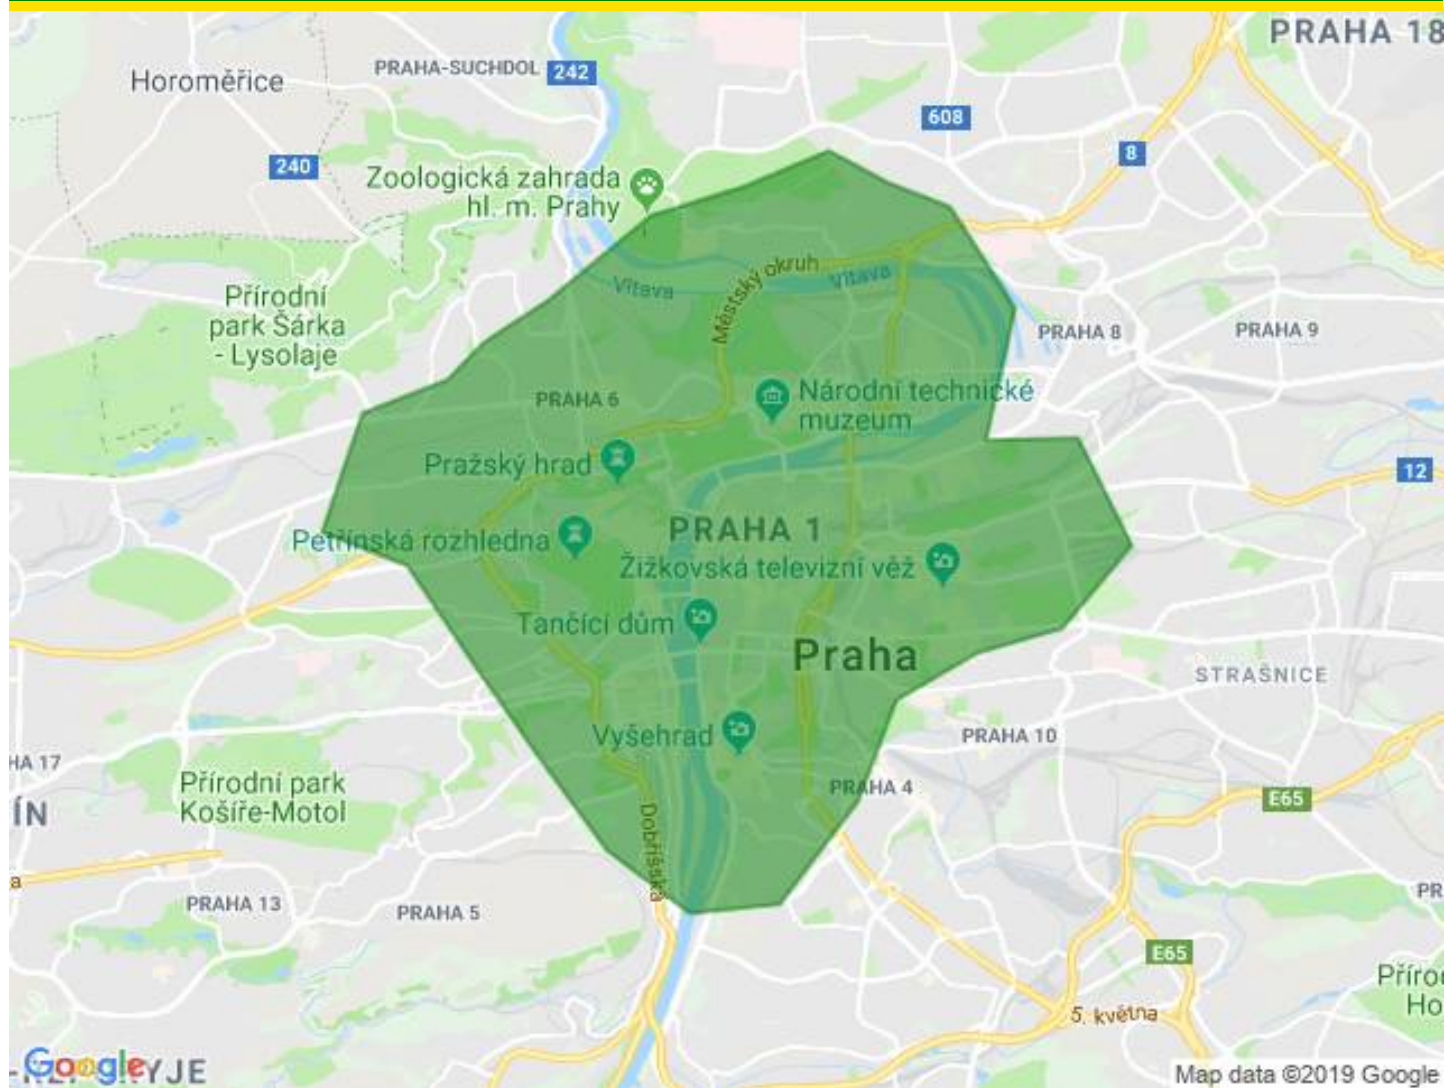 PRAHA 18
Horoměřice
PRAHA-SUCHDOL
242
608
8
240
Zoologická zahrada
hl. m. Prahy
Městský okruh
Vltava
Vltava
Přírodní
park Šárka
- Lysolaje
PRAHA 8
PRAHA 9
PRAHA 6
Národní technické
muzeum
Pražský hrad
12
PRAHA 1
Petřínská rozhledna
Žižkovská televizní věž
Tančící dům
Praha
STRAŠNICE
Vyšehrad
PRAHA 10
HA 17
Přírodní park
Košíře-Motol
PRAHA 4
E65
ÍN
Dobříšská
a
PR
PRAHA 13
PRAHA 5
E65
Příro
Ho
5. května
Google
YJE
Map data ©2019 Google